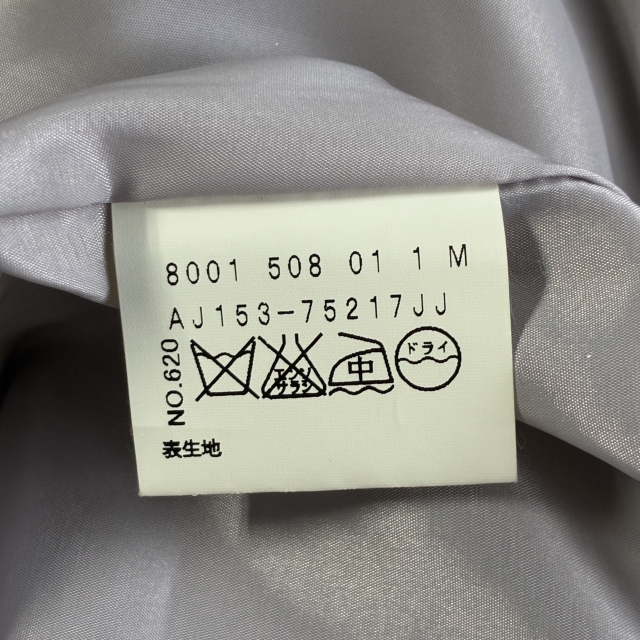 8001 508 01 1 M
AJ153-75217JJ
NO.620
エンソ
サラシ
中
ドライ
表生地